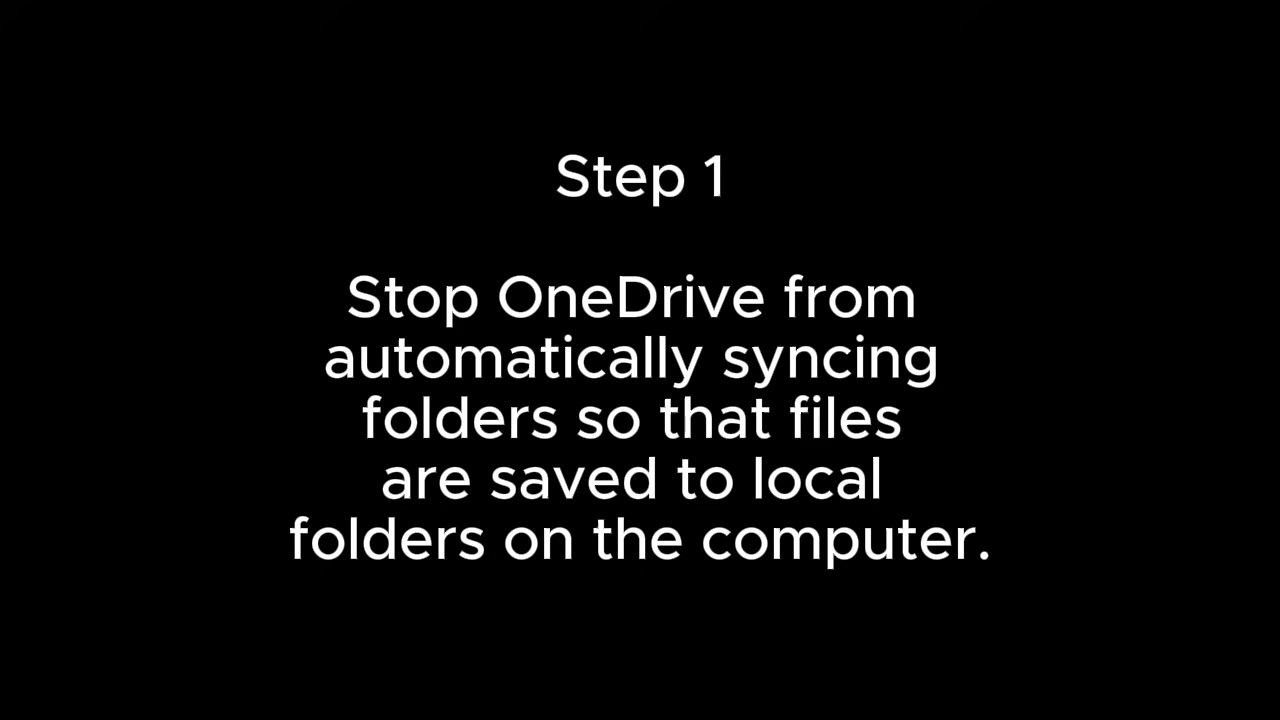 Step 1
Stop OneDrive from
automatically syncing
folders so that files
are saved to local
folders on the computer.